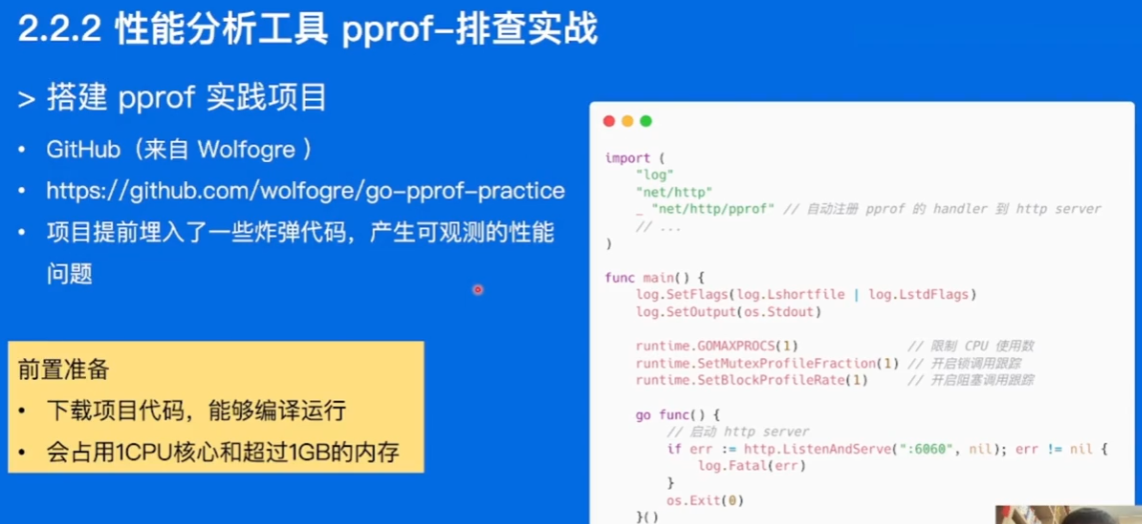 2.2.2 性能分析工具 pprof-排查实战
> 搭建 pprof 实践项目
• GitHub（来自 Wolfogre ）
• https://github.com/wolfogre/go-pprof-practice
• 项目提前埋入了一些炸弹代码，产生可观测的性能
问题
前置准备
• 下载项目代码，能够编译运行
• 会占用1CPU核心和超过1GB的内存
import (
"log"
"net/http"
_ "net/http/pprof" // 自动注册 pprof 的 handler 到 http server
// ...
)
func main() {
log.SetFlags(log.Lshortfile | log.LstdFlags)
log.SetOutput(os.Stdout)
runtime.GOMAXPROCS(1) // 限制 CPU 使用数
runtime.SetMutexProfileFraction(1) // 开启锁调用跟踪
runtime.SetBlockProfileRate(1) // 开启阻塞调用跟踪
go func() {
// 启动 http server
if err := http.ListenAndServe(":6060", nil); err != nil {
log.Fatal(err)
}
os.Exit(0)
}()